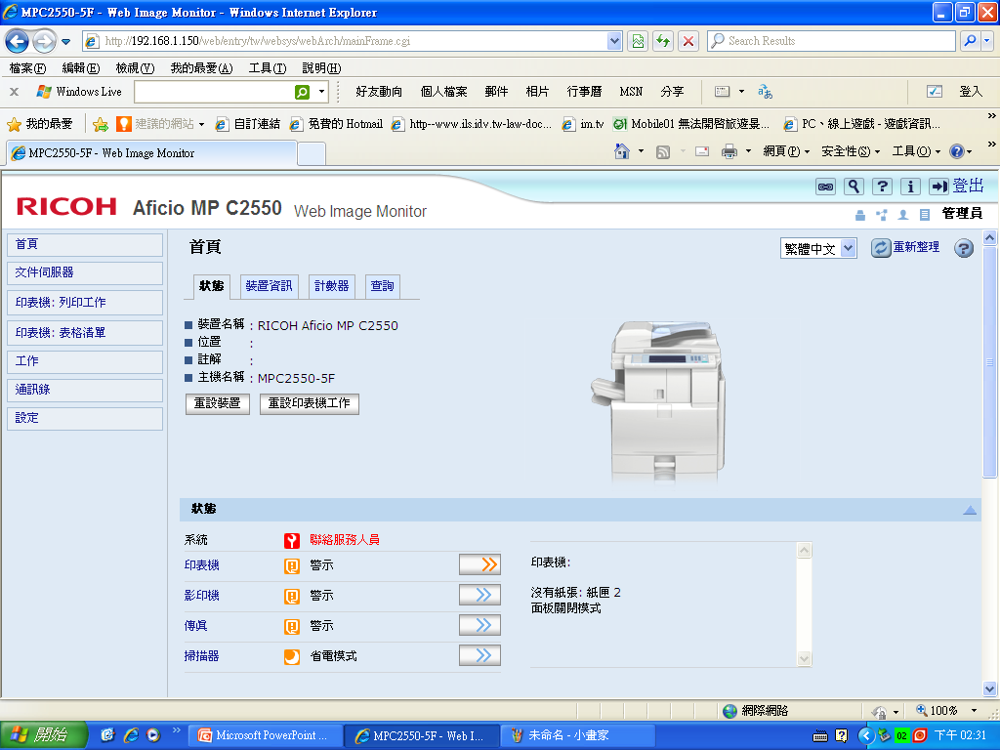 MPC2550-5F - Web Image Monitor - Windows Internet Explorer
http://192.168.1.150/web/entry/tw/websys/webArch/mainFrame.cgi
Search Results
檔案(F) 編輯(E) 檢視(V) 我的最愛(A) 工具(T) 說明(H)
x Windows Live 好友動向 個人檔案 郵件 相片 行事曆 MSN 分享 登入
我的最愛 建議的網站 自訂連結 免費的 Hotmail http--www.ils.idv.tw-law-doc... im.tv Mobile01 無法開啓旅遊景... PC、線上遊戲 - 遊戲資訊...
MPC2550-5F - Web Image Monitor
網頁(P) 安全性(S) 工具(O)
登出
RICOH Aficio MP C2550 Web Image Monitor
管理員
首頁
文件伺服器
印表機: 列印工作
印表機: 表格清單
工作
通訊錄
設定
首頁
繁體中文 重新整理
狀態 裝置資訊 計數器 查詢
裝置名稱 : RICOH Aficio MP C2550
位置 :
註解 :
主機名稱 : MPC2550-5F
重設裝置 重設印表機工作
狀態
系統 聯絡服務人員
印表機 警示
影印機 警示
傳真 警示
掃描器 省電模式
印表機:
沒有紙張: 紙匣 2
面板關閉模式
網際網路 100%
開始 Microsoft PowerPoint ... MPC2550-5F - Web I... 未命名 - 小畫家 02 下午 02:31